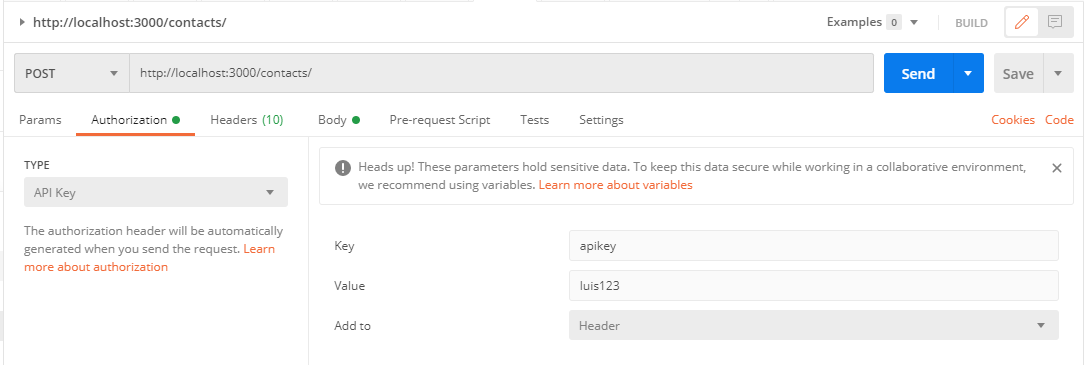 http://localhost:3000/contacts/
Examples 0
BUILD
POST
http://localhost:3000/contacts/
Send
Save
Params
Authorization
Headers (10)
Body
Pre-request Script
Tests
Settings
Cookies
Code
TYPE
API Key
The authorization header will be automatically
generated when you send the request. Learn
more about authorization
Heads up! These parameters hold sensitive data. To keep this data secure while working in a collaborative environment,
we recommend using variables. Learn more about variables
Key
apikey
Value
luis123
Add to
Header